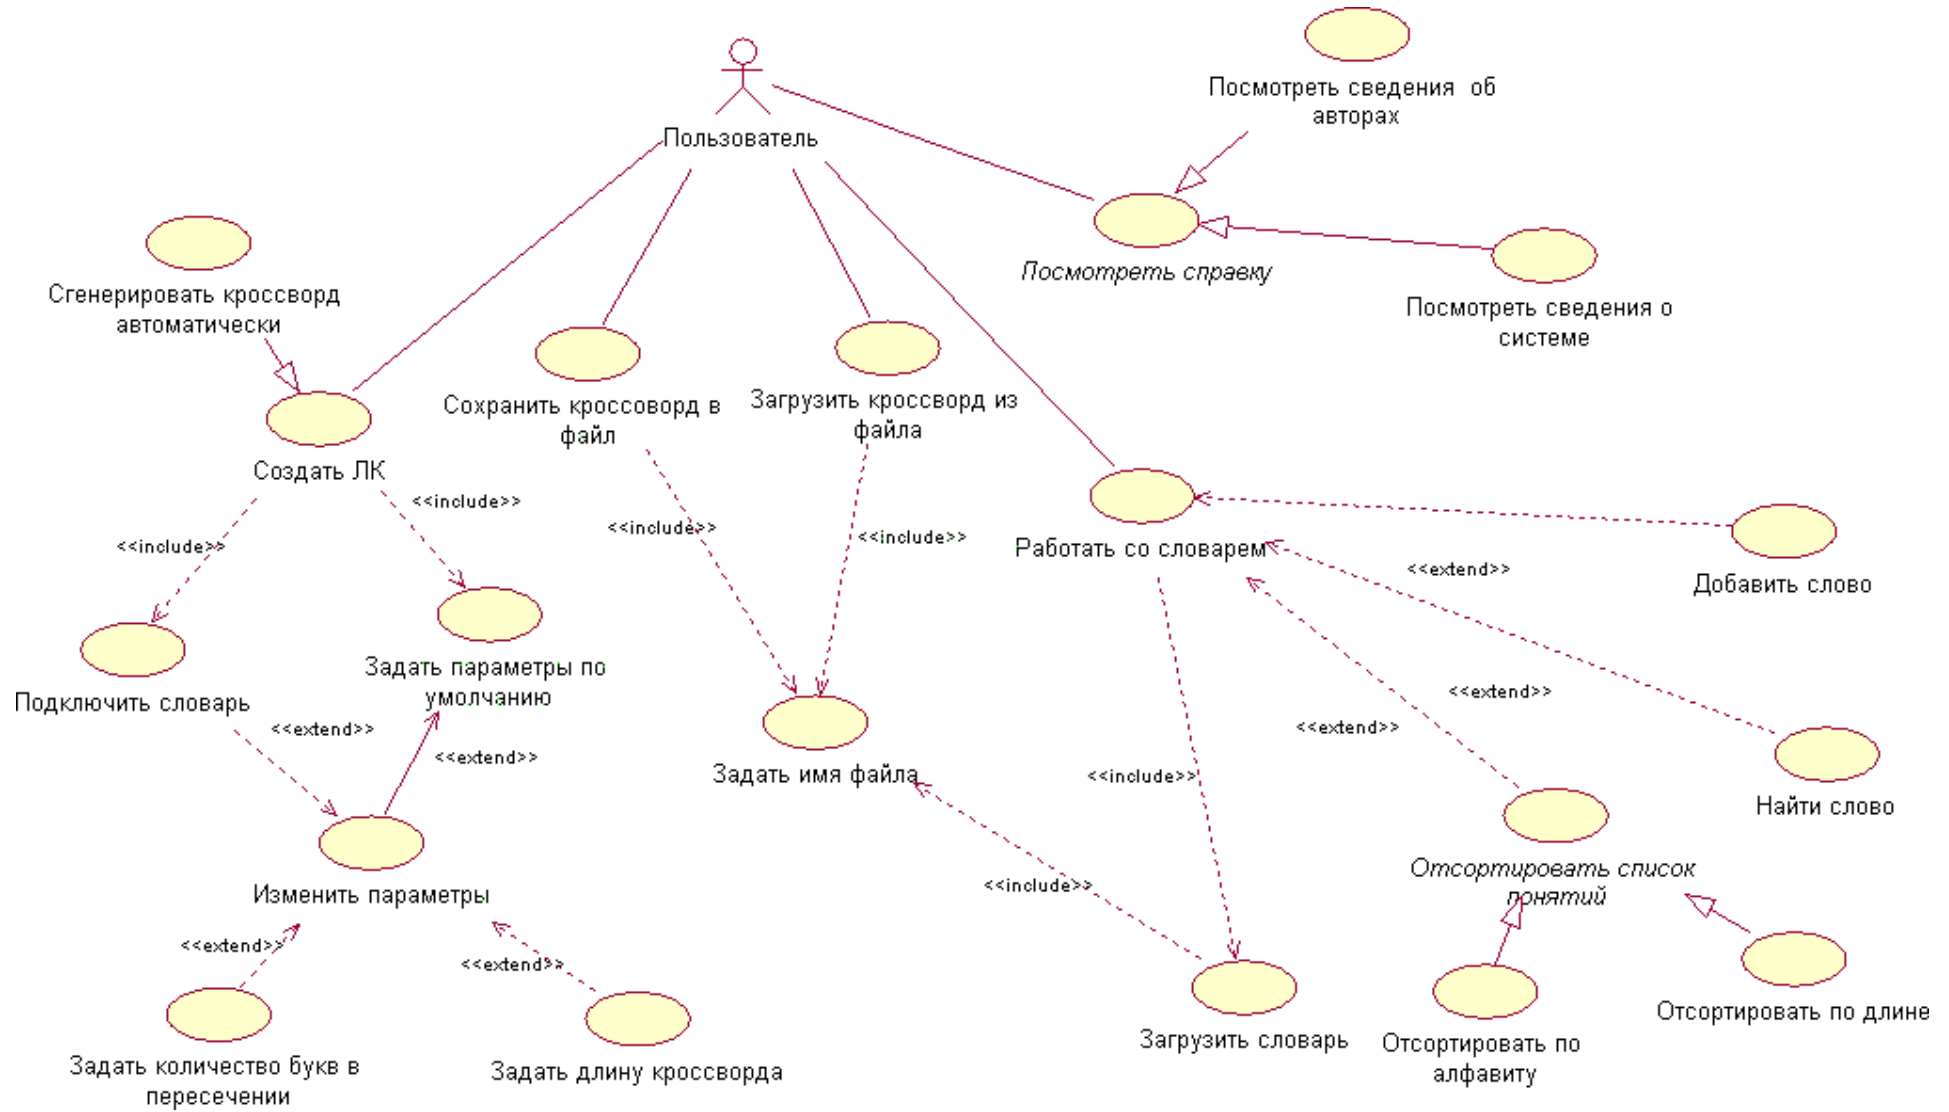 Посмотреть сведения об
авторах
Пользователь
Посмотреть справку
Сгенерировать кроссворд
автоматически
Посмотреть сведения о
системе
Сохранить кроссоворд в
файл
Загрузить кроссворд из
файла
Создать ЛК
<<include>>
<<include>>
<<include>>
<<include>>
Работать со словарем
<<extend>>
Добавить слово
Задать параметры по
умолчанию
Подключить словарь
<<extend>>
<<extend>>
<<extend>>
<<extend>>
Задать имя файла
<<include>>
Найти слово
Отсортировать список
понятий
Изменить параметры
<<include>>
<<extend>>
<<extend>>
Задать количество букв в
пересечении
Задать длину кроссворда
Загрузить словарь
Отсортировать по
алфавиту
Отсортировать по длине